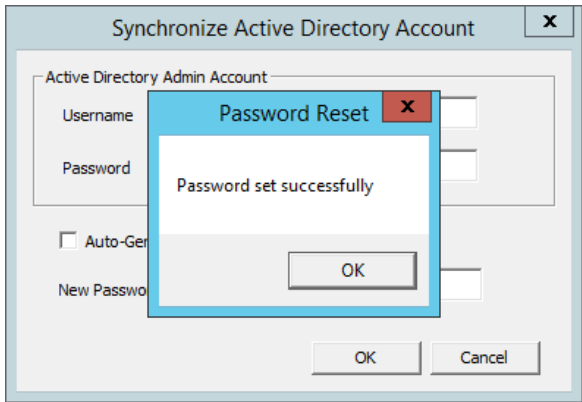 Synchronize Active Directory Account
x
Active Directory Admin Account
Password Reset
x
Username
Password
Password set successfully
Auto-Ger
OK
New Passwo
OK
Cancel